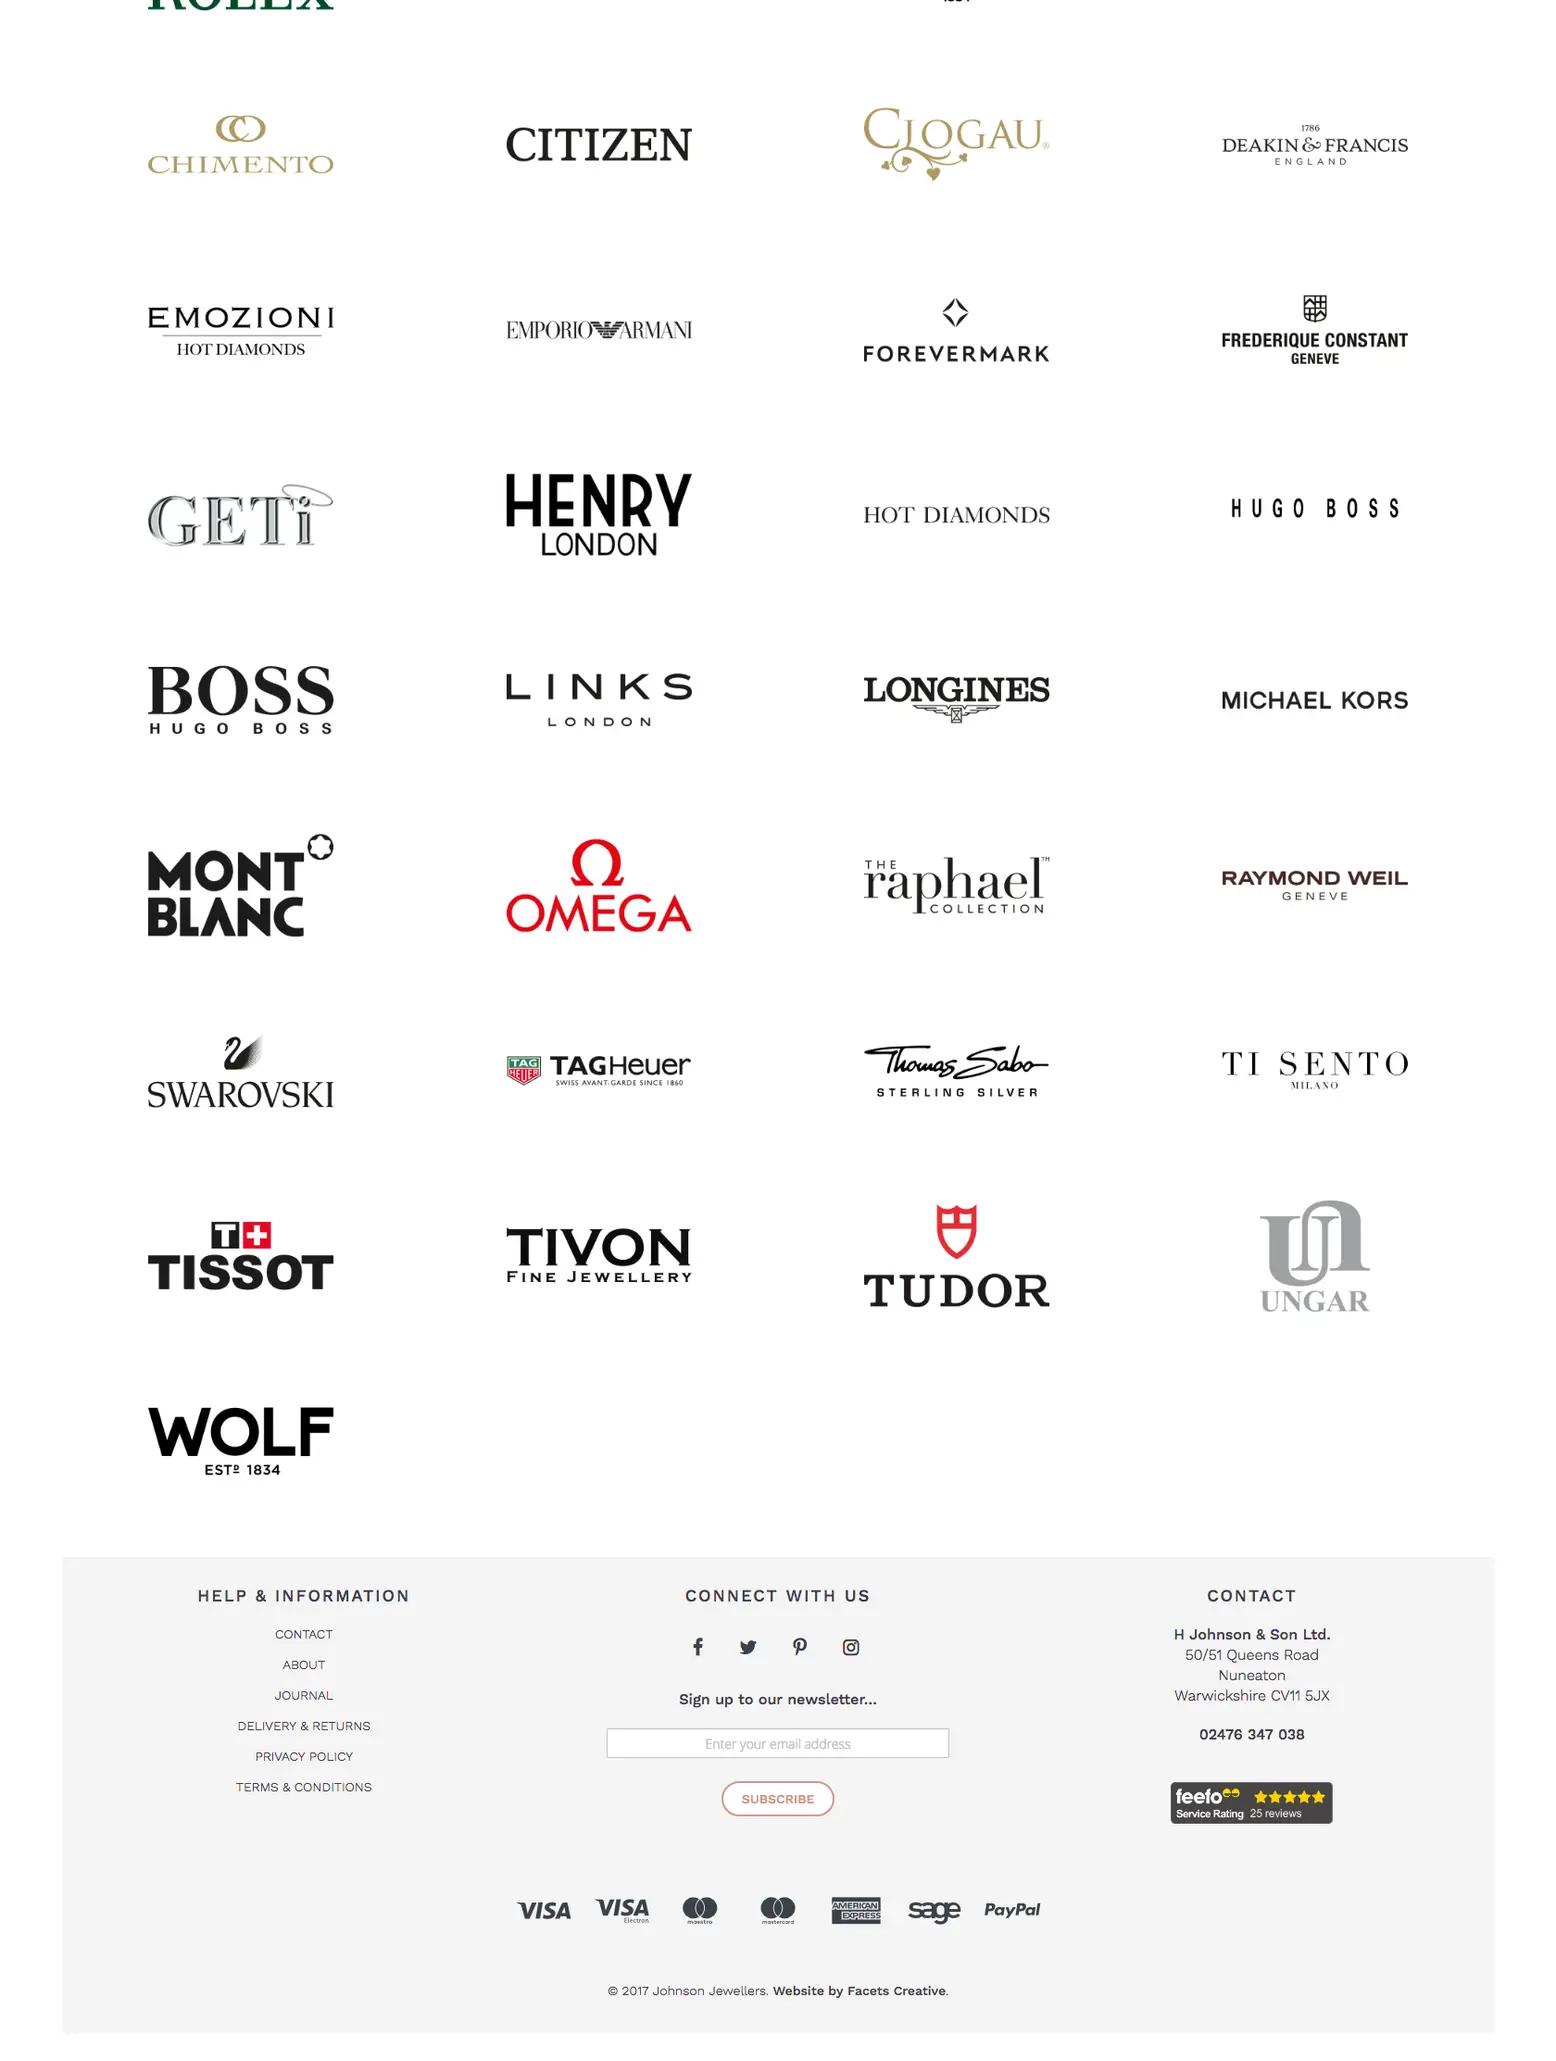 ROLEX
CHIMENTO
CITIZEN
CLOGAU®
1786
DEAKIN & FRANCIS
ENGLAND
EMOZIONI
HOT DIAMONDS
EMPORIO ARMANI
FOREVERMARK
FREDERIQUE CONSTANT
GENEVE
GETi
HENRY
LONDON
HOT DIAMONDS
HUGO BOSS
BOSS
HUGO BOSS
LINKS
LONDON
LONGINES
MICHAEL KORS
MONT
BLANC
OMEGA
THE
raphael™
COLLECTION
RAYMOND WEIL
GENEVE
SWAROVSKI
TAG
HEUER
TAGHeuer
SWISS AVANT-GARDE SINCE 1860
Thomas Sabo
STERLING SILVER
TI SENTO
MILANO
T+
TISSOT
TIVON
FINE JEWELLERY
TUDOR
UNGAR
WOLF
ESTº 1834
HELP & INFORMATION
CONTACT
ABOUT
JOURNAL
DELIVERY & RETURNS
PRIVACY POLICY
TERMS & CONDITIONS
CONNECT WITH US
Sign up to our newsletter...
Enter your email address
SUBSCRIBE
CONTACT
H Johnson & Son Ltd.
50/51 Queens Road
Nuneaton
Warwickshire CV11 5JX
02476 347 038
feefo
Service Rating 25 reviews
VISA
VISA
Electron
maestro
mastercard
AMERICAN
EXPRESS
sage
PayPal
© 2017 Johnson Jewellers. Website by Facets Creative.